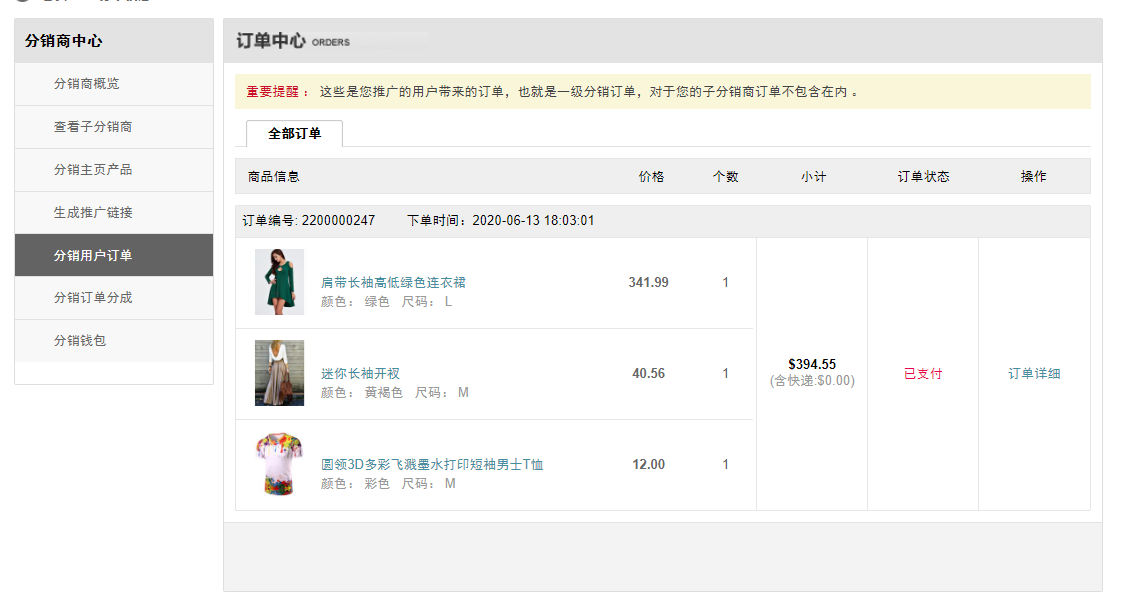 分销商中心
分销商概览
查看子分销商
分销主页产品
生成推广链接
分销用户订单
分销订单分成
分销钱包
订单中心 ORDERS
重要提醒： 这些是您推广的用户带来的订单，也就是一级分销订单，对于您的子分销商订单不包含在内 。
全部订单
商品信息 价格 个数 小计 订单状态 操作
订单编号: 2200000247 下单时间：2020-06-13 18:03:01
肩带长袖高低绿色连衣裙 341.99 1
颜色： 绿色 尺码： L
迷你长袖开衩 40.56 1
颜色： 黄褐色 尺码： M
圆领3D多彩飞溅墨水打印短袖男士T恤 12.00 1
颜色： 彩色 尺码： M
$394.55
(含快递:$0.00)
已支付
订单详细